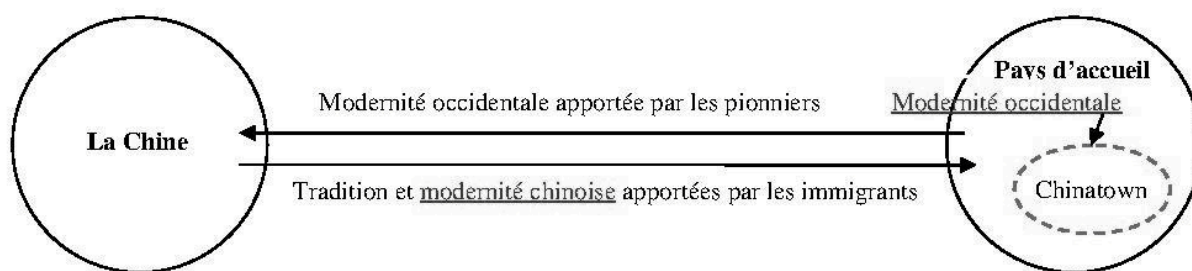 Pays d'accueil
Modernité occidentale apportée par les pionniers
Modernité occidentale
La Chine
Tradition et modernité chinoise apportées par les immigrants
Chinatown